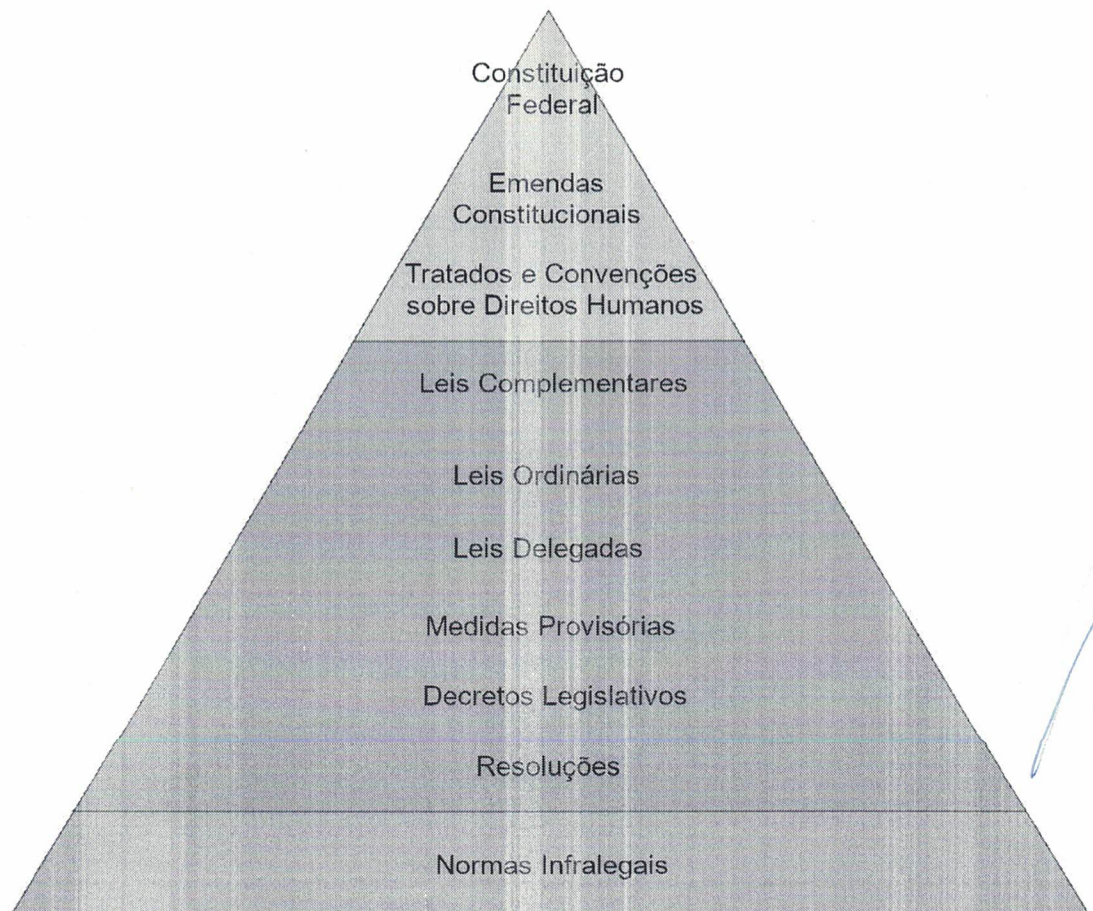 Constituição
Federal
Emendas
Constitucionais
Tratados e Convenções
sobre Direitos Humanos
Leis Complementares
Leis Ordinárias
Leis Delegadas
Medidas Provisórias
Decretos Legislativos
Resoluções
Normas Infralegais